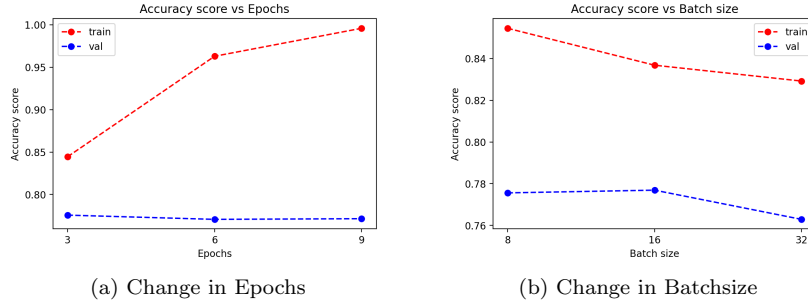 Accuracy score vs Epochs
train
val
Accuracy score
1.00
0.95
0.90
0.85
0.80
3
6
9
Epochs
(a) Change in Epochs
Accuracy score vs Batch size
train
val
Accuracy score
0.84
0.82
0.80
0.78
0.76
8
16
32
Batch size
(b) Change in Batchsize